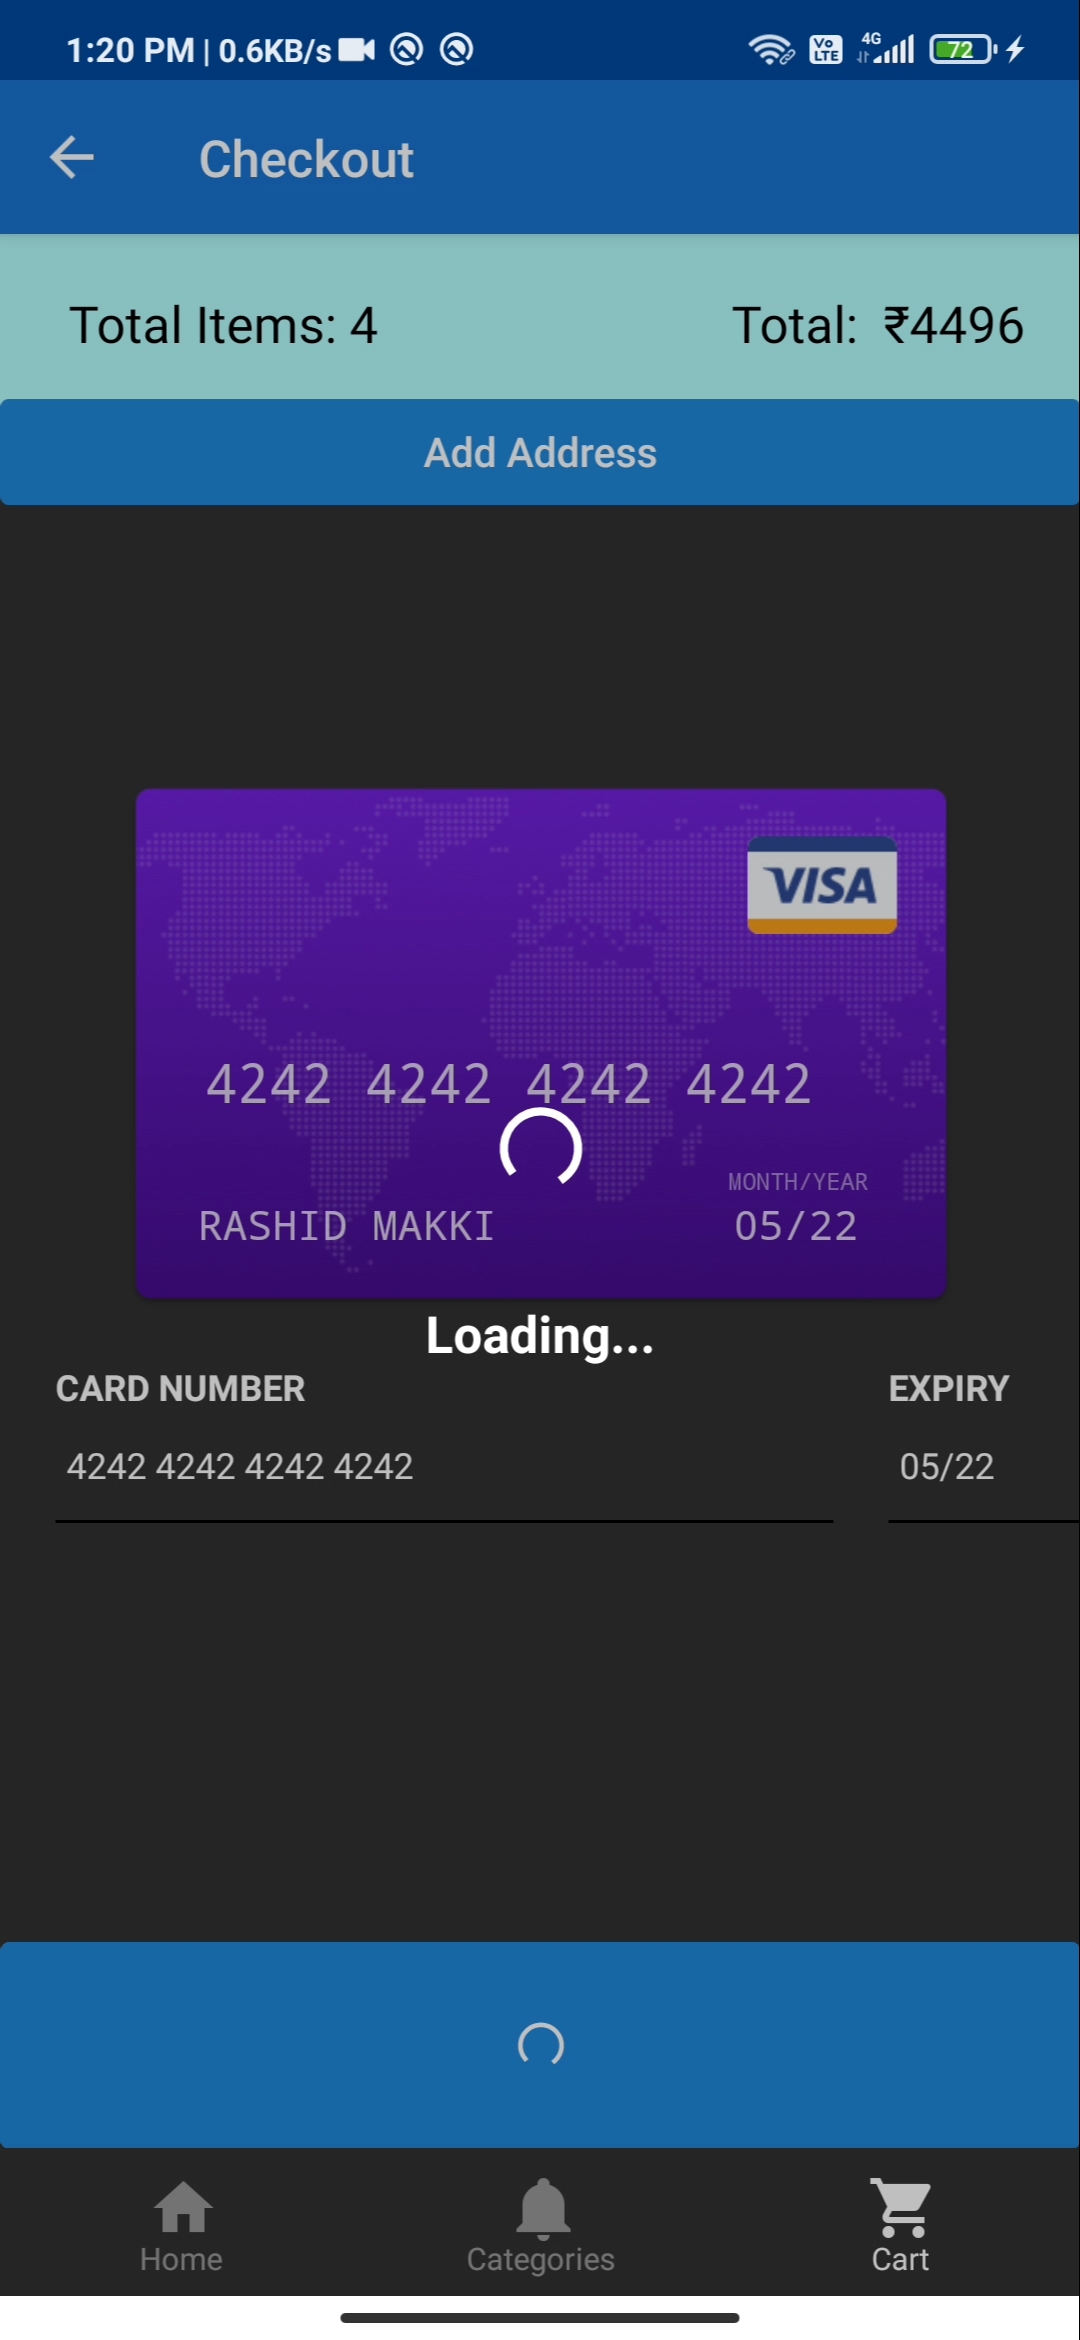 1:20 PM | 0.6KB/s Vo LTE 4G 72
Checkout
Total Items: 4 Total: ₹4496
Add Address
VISA
4242 4242 4242 4242
MONTH/YEAR
RASHID MAKKI 05/22
Loading...
CARD NUMBER EXPIRY
4242 4242 4242 4242 05/22
Home Categories Cart